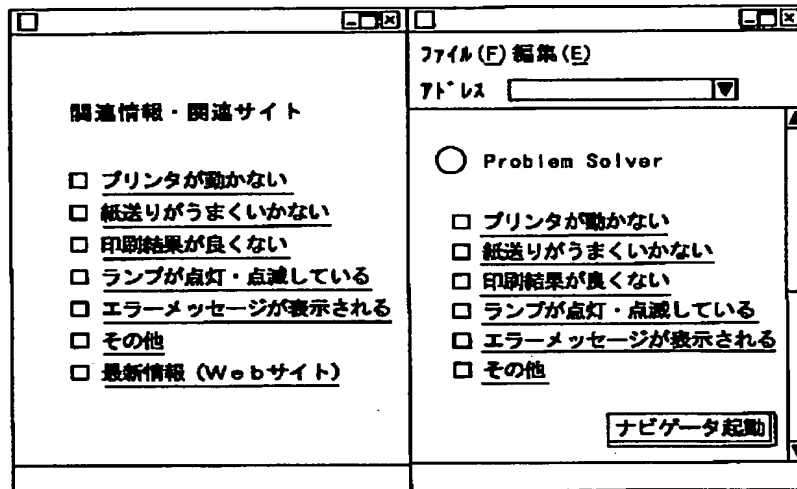 関連情報・関連サイト
プリンタが動かない
紙送りがうまくいかない
印刷結果が良くない
ランプが点灯・点滅している
エラーメッセージが表示される
その他
最新情報(Webサイト)
ファイル(F) 編集(E)
アドレス
Problem Solver
プリンタが動かない
紙送りがうまくいかない
印刷結果が良くない
ランプが点灯・点滅している
エラーメッセージが表示される
その他
ナビゲータ起動